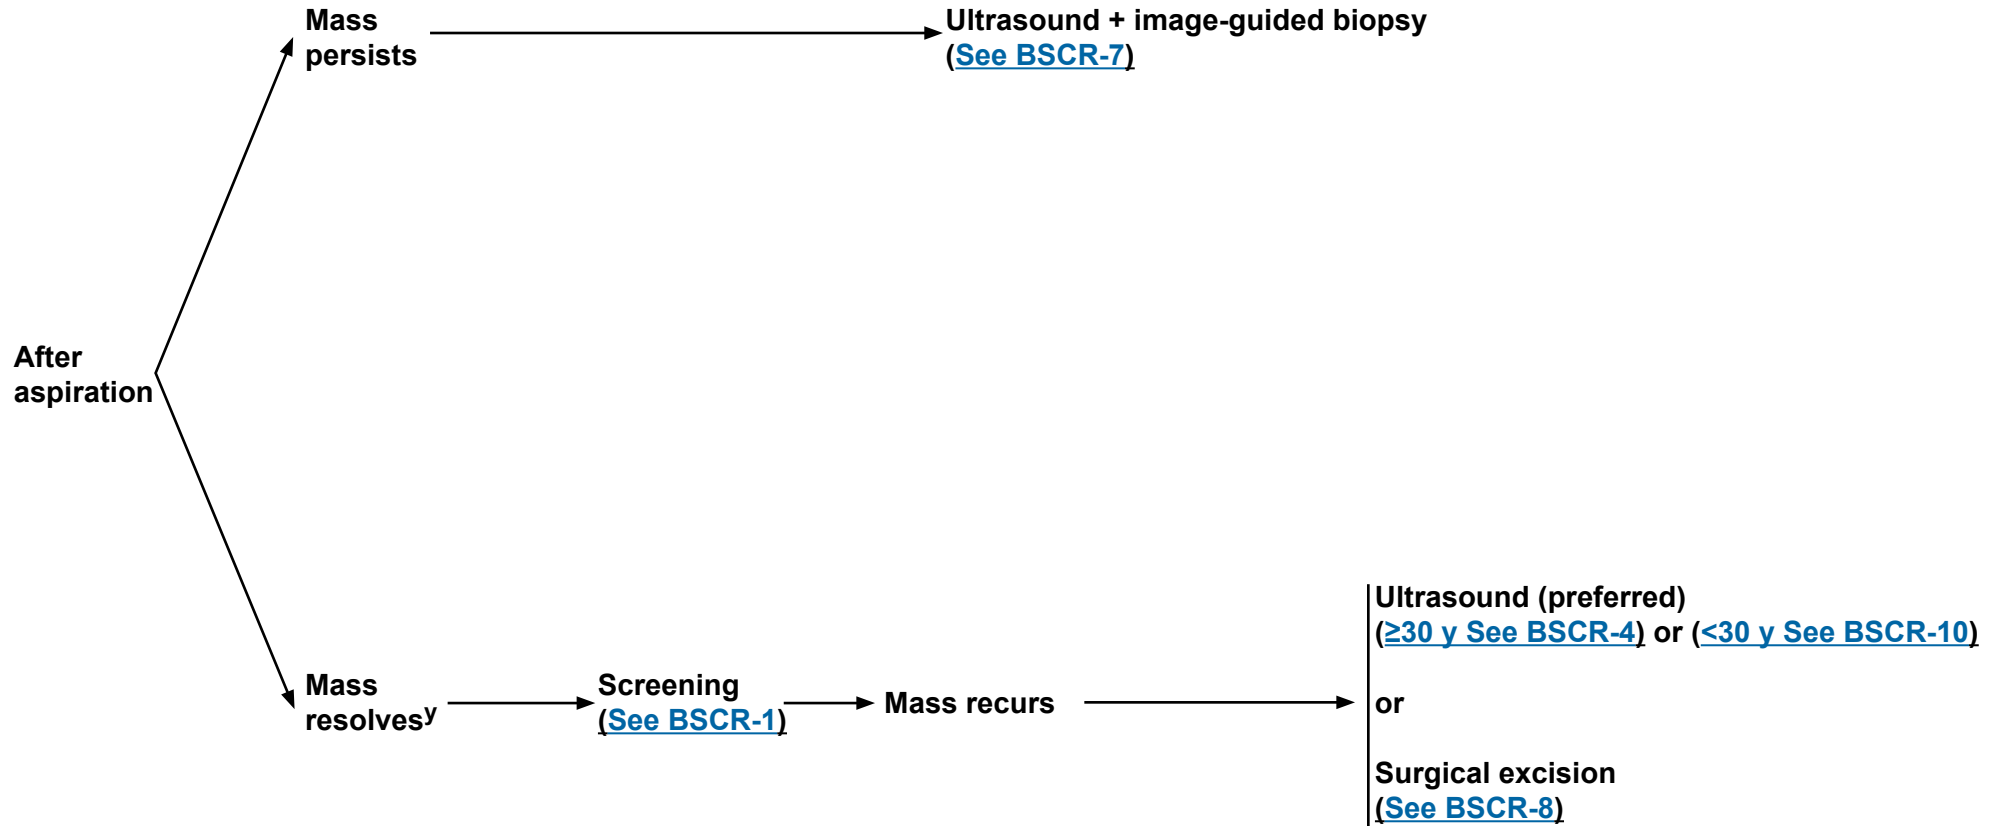 Mass
persists
Ultrasound + image-guided biopsy
(See BSCR-7)
After
aspiration
Mass
resolvesʸ
Screening
(See BSCR-1)
Mass recurs
Ultrasound (preferred)
(≥30 y See BSCR-4) or (<30 y See BSCR-10)
or
Surgical excision
(See BSCR-8)